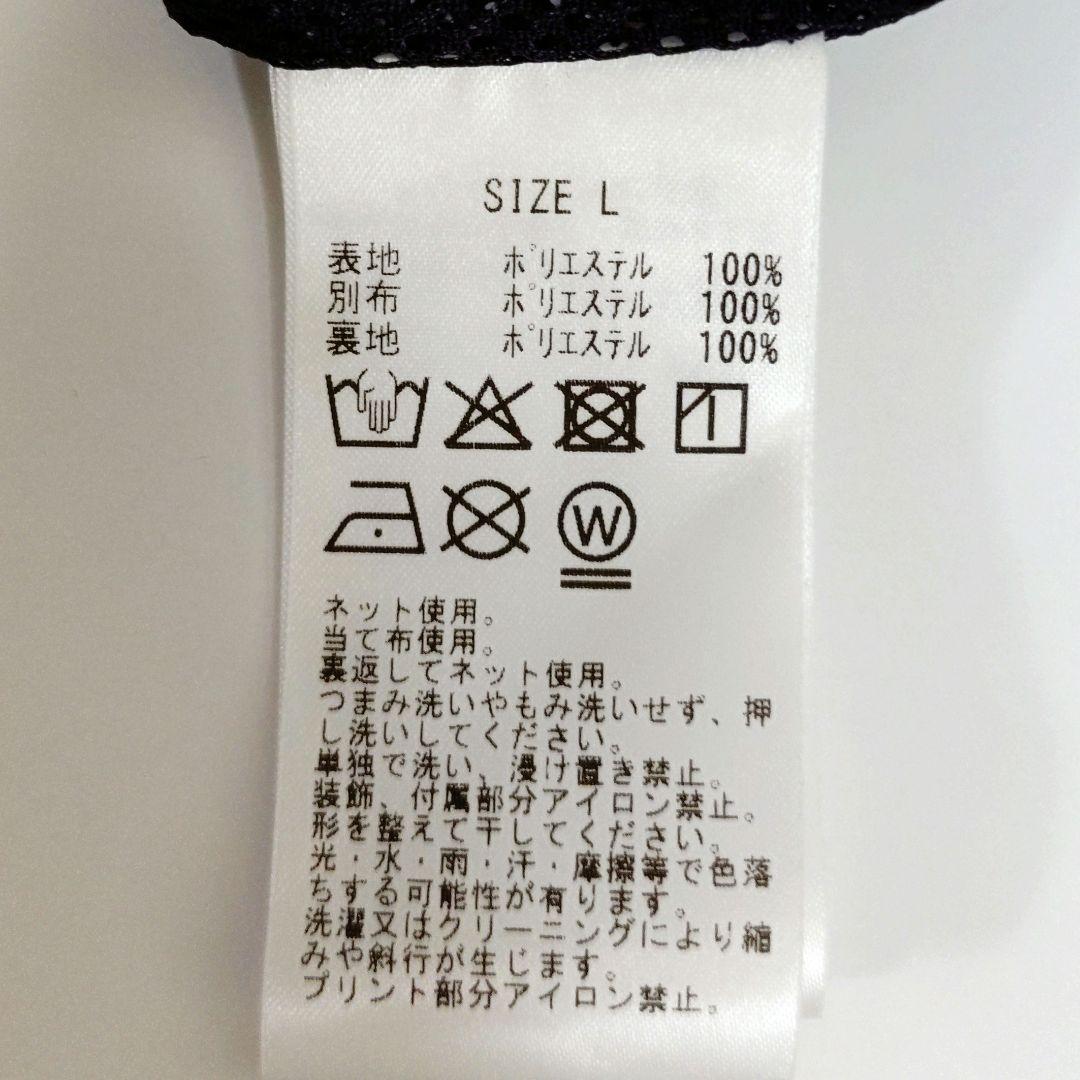 SIZE L
表地 ポリエステル 100%
別布 ポリエステル 100%
裏地 ポリエステル 100%
W
ネット使用。
当て布使用。
裏返してネット使用。
つまみ洗いやもみ洗いせず、押
し洗いしてください。
単独で洗い、浸け置き禁止。
装飾、付属部分アイロン禁止。
形を整えて干してください。
光・水・雨・汗・摩擦等で色落
ちする可能性が有ります。
洗濯又はクリーニングにより縮
みや斜行が生じます。
プリント部分アイロン禁止。